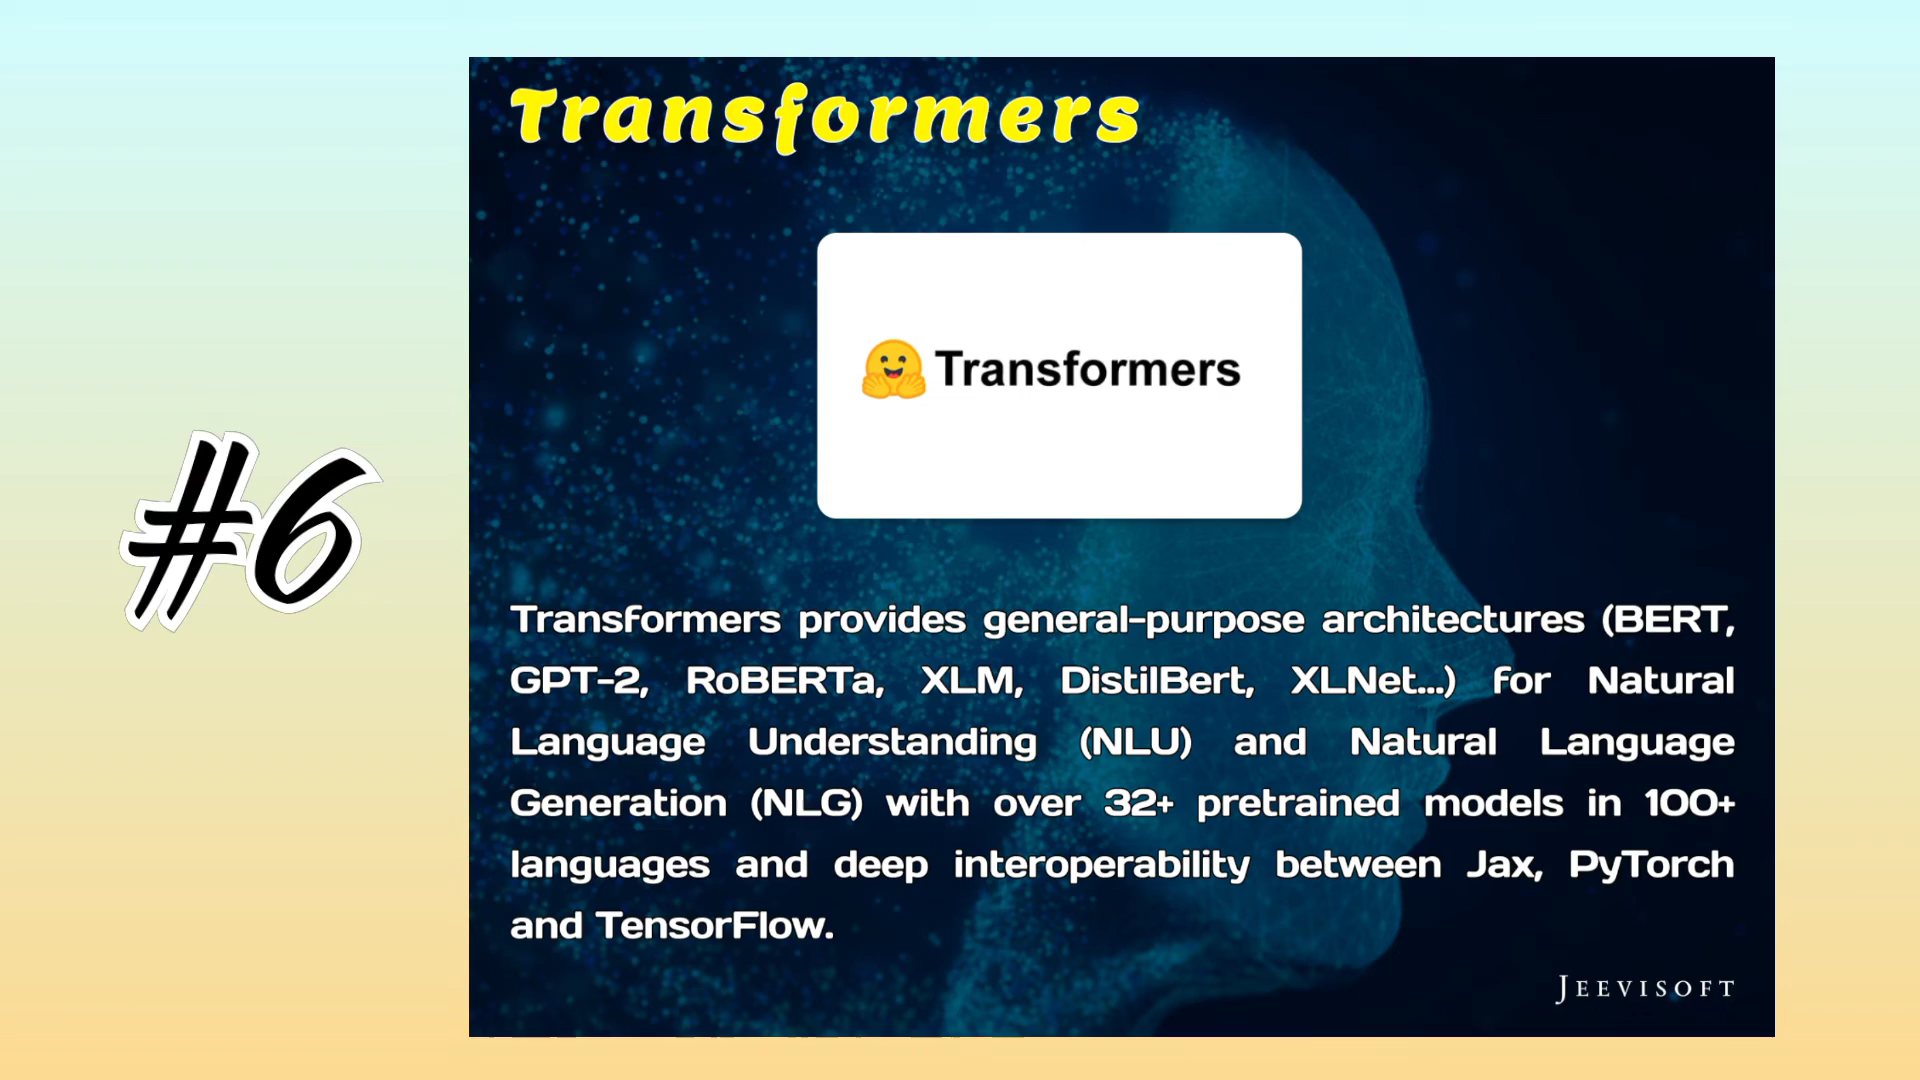 #6
Transformers
🤗 Transformers
Transformers provides general-purpose architectures (BERT,
GPT-2, RoBERTa, XLM, DistilBert, XLNet...) for Natural
Language Understanding (NLU) and Natural Language
Generation (NLG) with over 32+ pretrained models in 100+
languages and deep interoperability between Jax, PyTorch
and TensorFlow.
JEEVISOFT